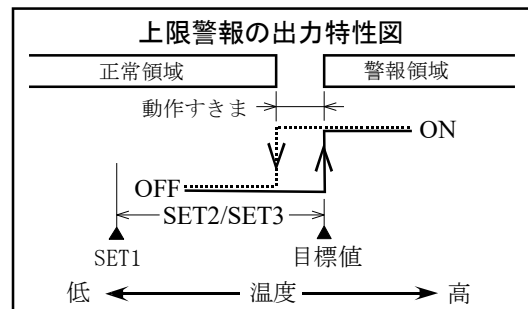 上限警報の出力特性図
正常領域 警報領域
動作すきま
ON
OFF
SET2/SET3
SET1 目標値
低 温度 高